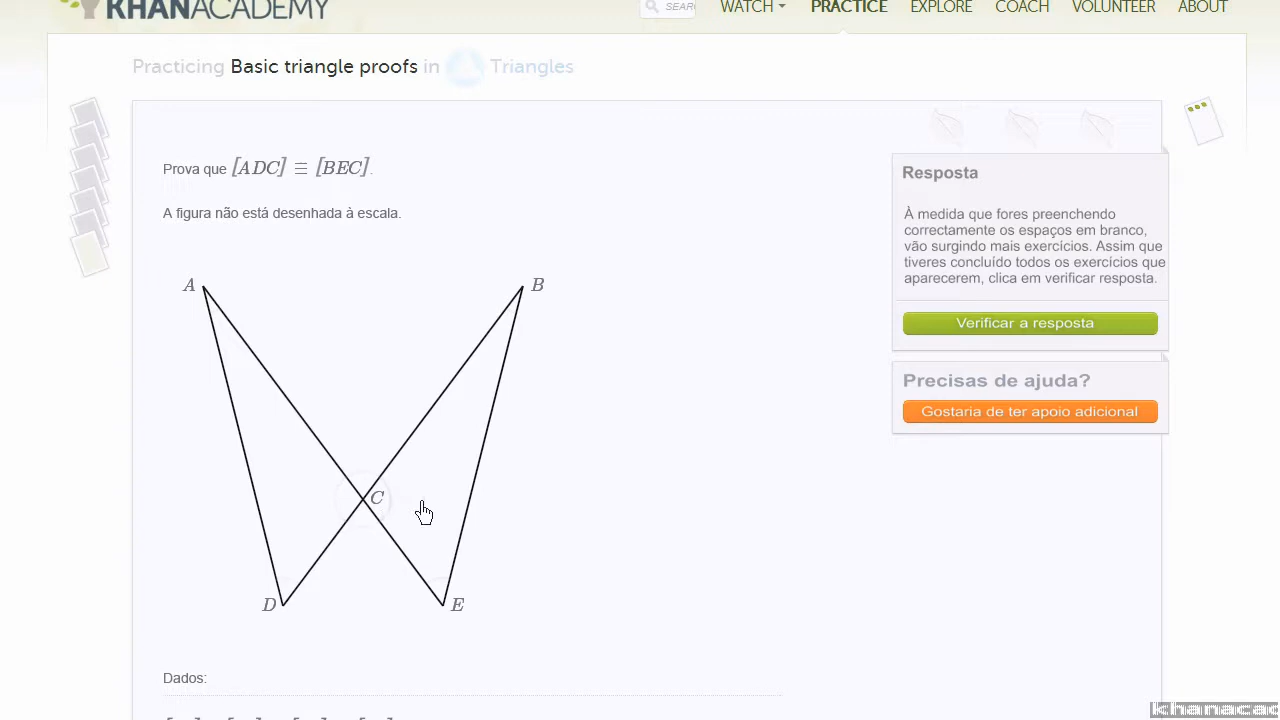 KHANACADEMY
SEAR
WATCH PRACTICE EXPLORE COACH VOLUNTEER ABOUT
Practicing Basic triangle proofs in Triangles
Prova que [ADC] ≡ [BEC].
A figura não está desenhada à escala.
A
B
C
D
E
Dados:
Resposta
À medida que fores preenchendo
correctamente os espaços em branco,
vão surgindo mais exercícios. Assim que
tiveres concluído todos os exercícios que
aparecerem, clica em verificar resposta.
Verificar a resposta
Precisas de ajuda?
Gostaria de ter apoio adicional
khanacad